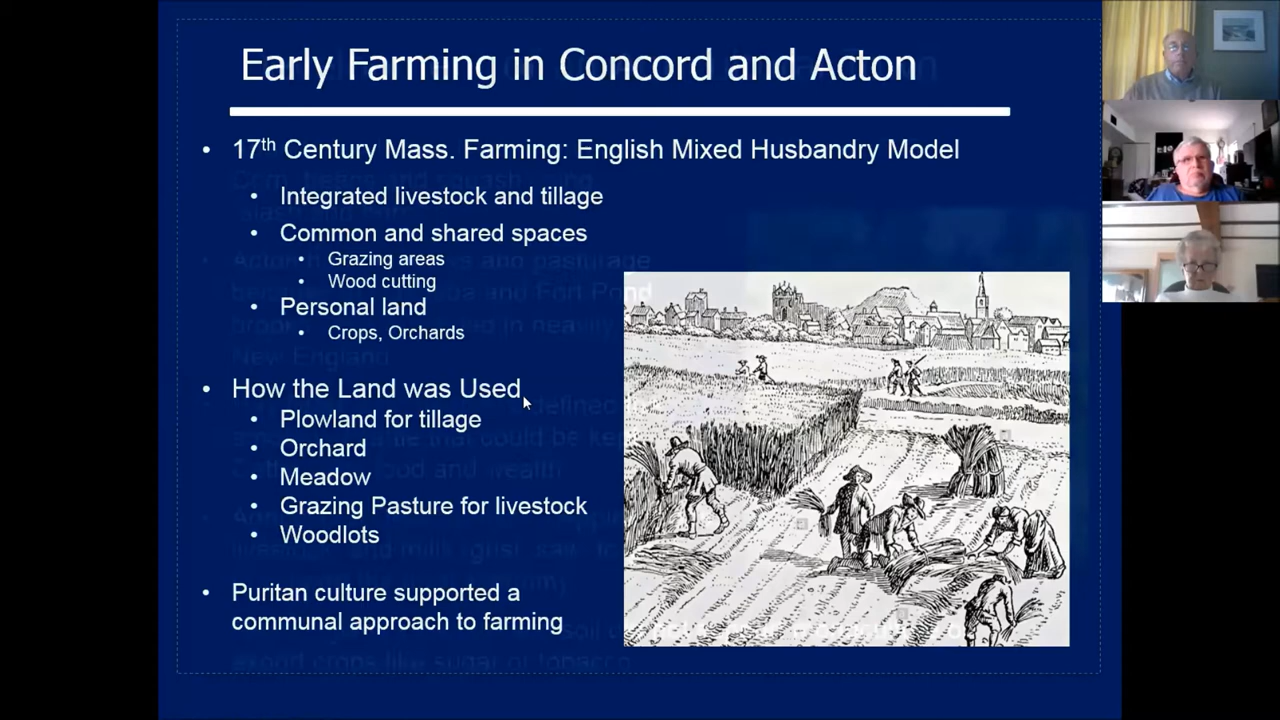 Early Farming in Concord and Acton
• 17th Century Mass. Farming: English Mixed Husbandry Model
• Integrated livestock and tillage
• Common and shared spaces
• Grazing areas
• Wood cutting
• Personal land
• Crops, Orchards
• How the Land was Used
• Plowland for tillage
• Orchard
• Meadow
• Grazing Pasture for livestock
• Woodlots
• Puritan culture supported a
communal approach to farming